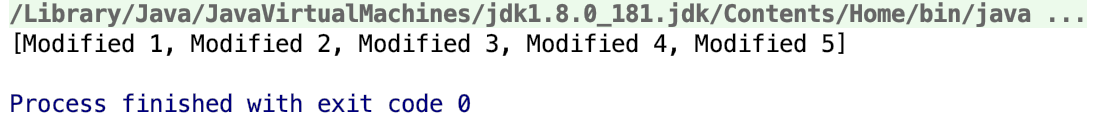 /Library/Java/JavaVirtualMachines/jdk1.8.0_181.jdk/Contents/Home/bin/java ...
[Modified 1, Modified 2, Modified 3, Modified 4, Modified 5]
Process finished with exit code 0